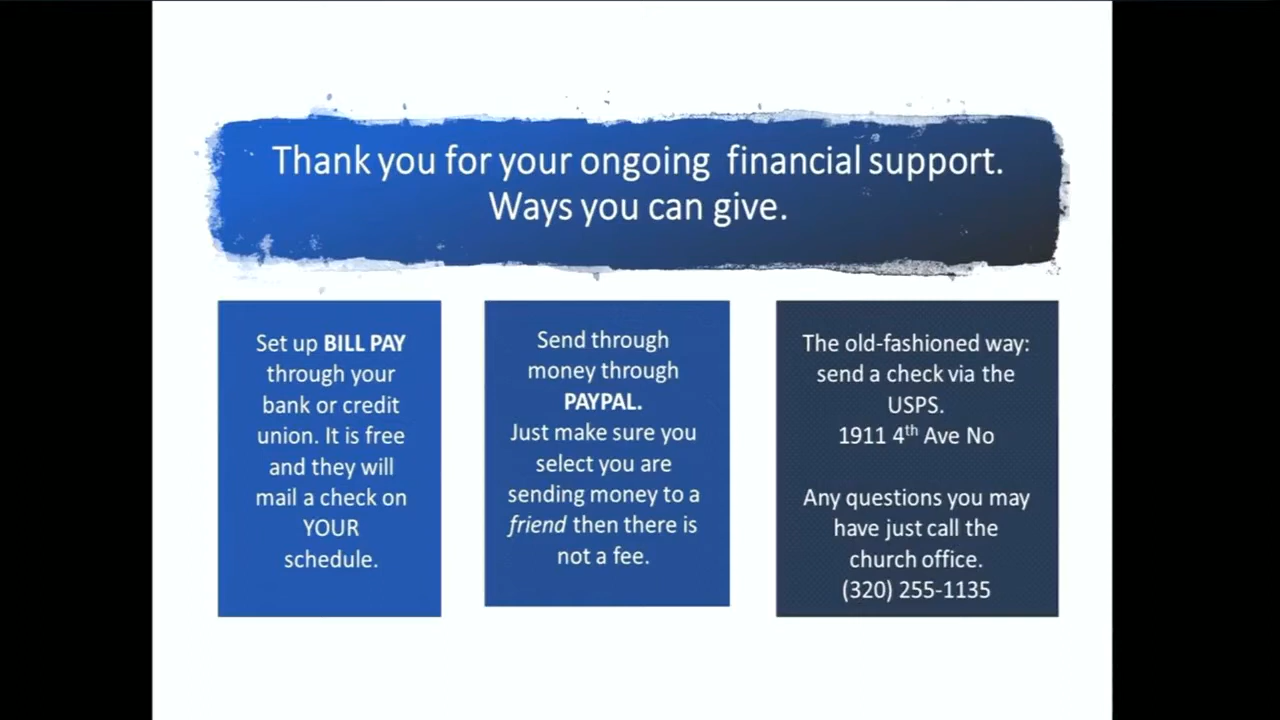 Thank you for your ongoing financial support.
Ways you can give.
Set up BILL PAY
through your
bank or credit
union. It is free
and they will
mail a check on
YOUR
schedule.
Send through
money through
PAYPAL.
Just make sure you
select you are
sending money to a
friend then there is
not a fee.
The old-fashioned way:
send a check via the
USPS.
1911 4th Ave No
Any questions you may
have just call the
church office.
(320) 255-1135